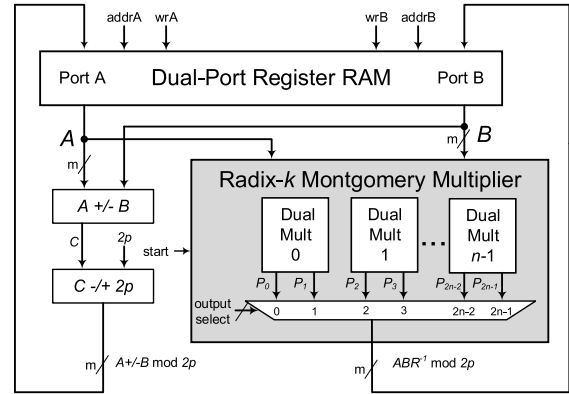 addrA wrA wrB addrB
Port A Dual-Port Register RAM Port B
A B
m m
Radix-k Montgomery Multiplier
A +/- B
Dual Mult 0
Dual Mult 1
...
Dual Mult n-1
C 2p
start
C -/+ 2p
P0 P1 P2 P3 P2n-2 P2n-1
output select
0 1 2 3 2n-2 2n-1
m A+/-B mod 2p
m ABR-1 mod 2p